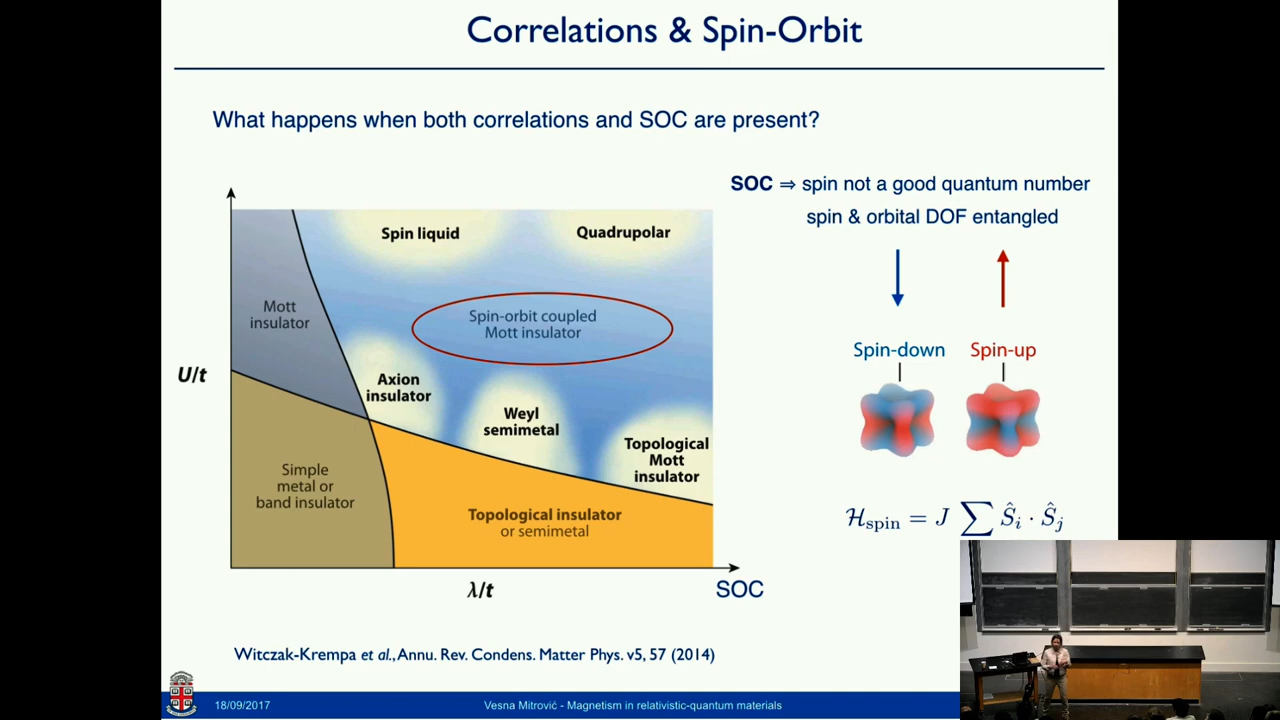 Correlations & Spin-Orbit
What happens when both correlations and SOC are present?
SOC ⇒ spin not a good quantum number
spin & orbital DOF entangled
Spin liquid
Quadrupolar
Mott
insulator
Spin-orbit coupled
Mott insulator
U/t
Axion
insulator
Weyl
semimetal
Topological
Mott
insulator
Simple
metal or
band insulator
Topological insulator
or semimetal
λ/t
SOC
Spin-down
Spin-up
ℋspin = J ∑ Ŝi · Ŝj
Witczak-Krempa et al., Annu. Rev. Condens. Matter Phys. v5, 57 (2014)
18/09/2017
Vesna Mitrović - Magnetism in relativistic-quantum materials